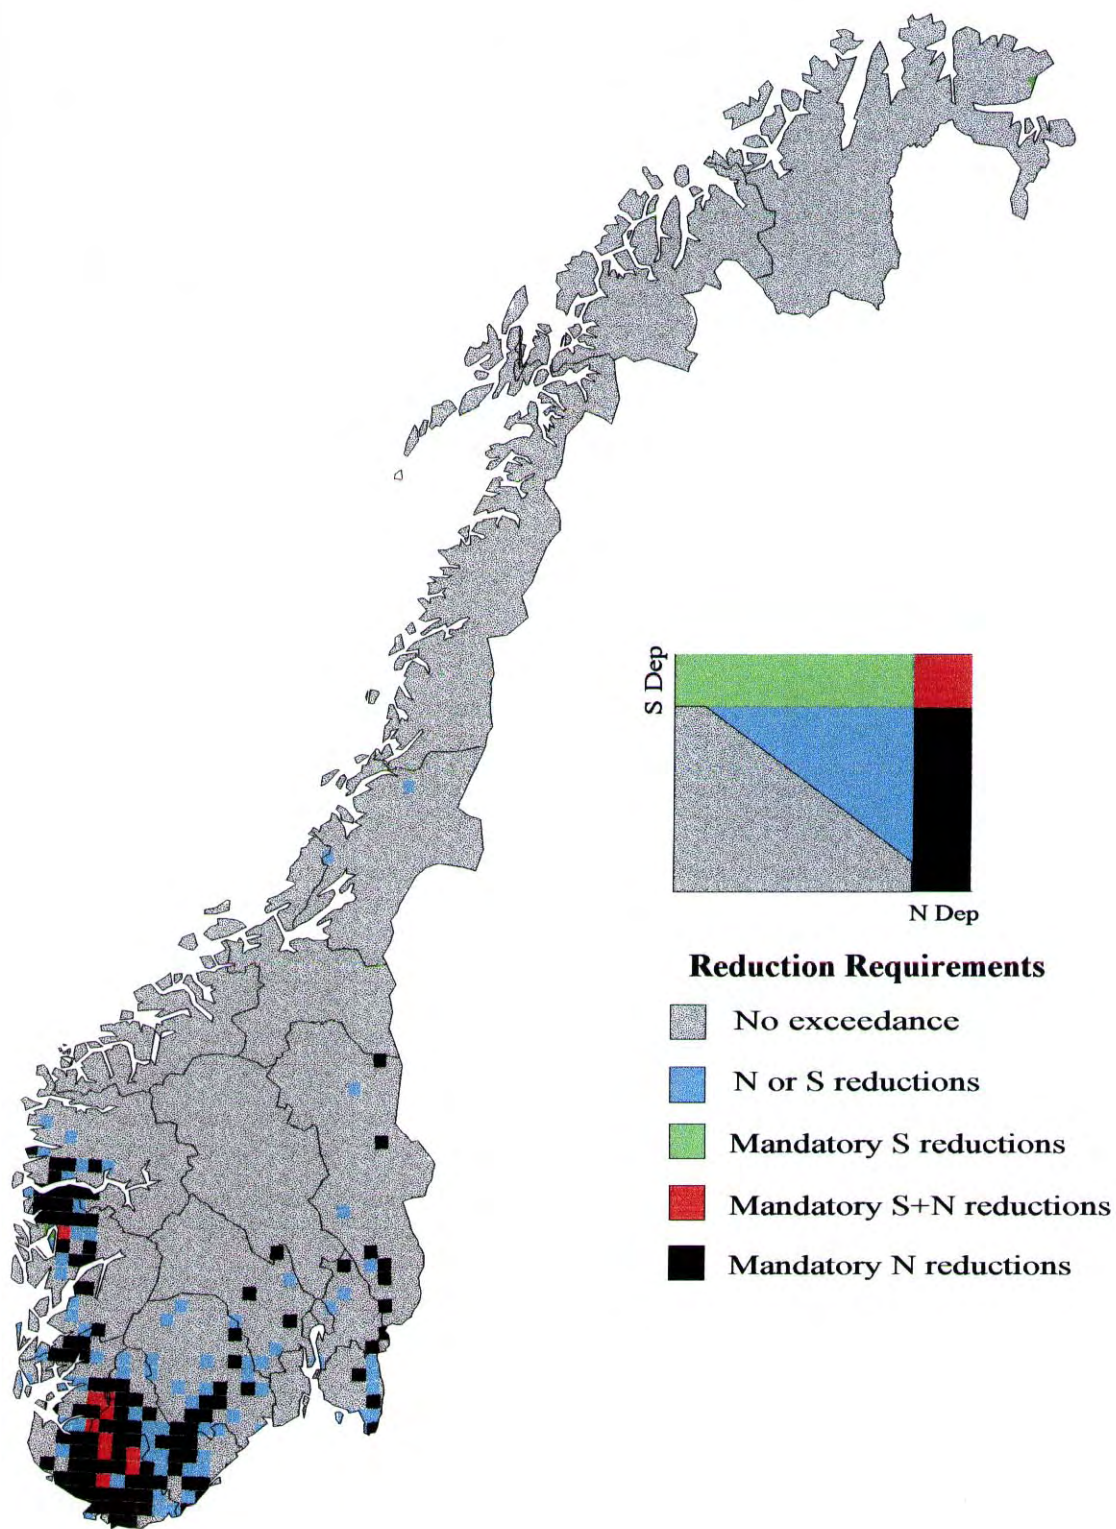 S Dep
N Dep
Reduction Requirements
No exceedance
N or S reductions
Mandatory S reductions
Mandatory S+N reductions
Mandatory N reductions